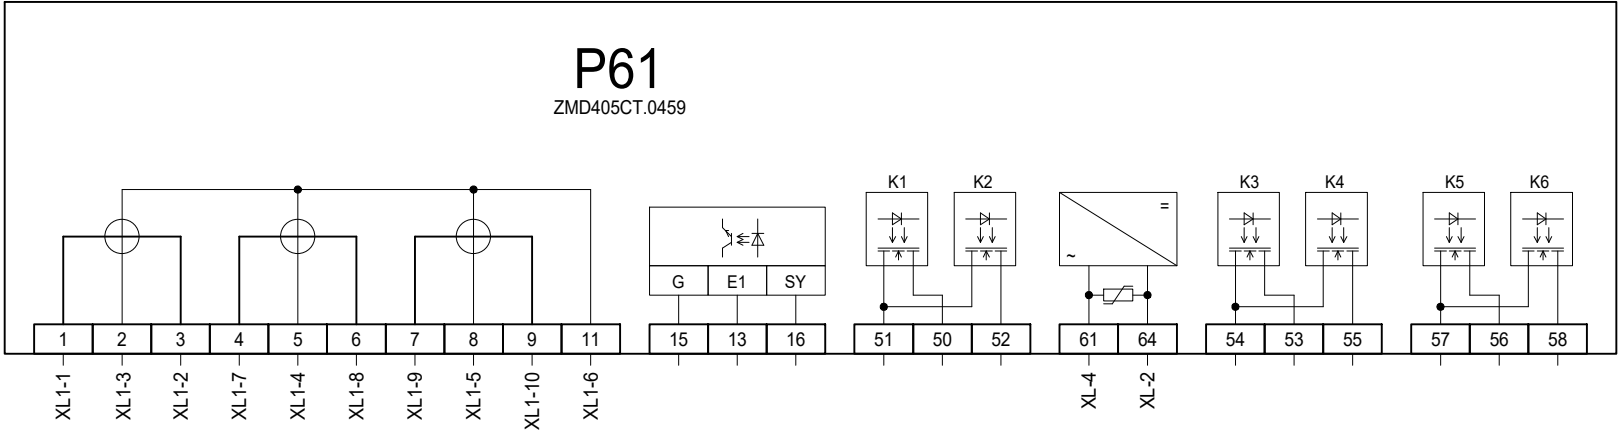 P61
ZMD405CT.0459
K1 K2 K3 K4 K5 K6
= ~
G E1 SY
1 2 3 4 5 6 7 8 9 11 15 13 16 51 50 52 61 64 54 53 55 57 56 58
XL1-1 XL1-3 XL1-2 XL1-7 XL1-4 XL1-8 XL1-9 XL1-5 XL1-10 XL1-6 XL-4 XL-2